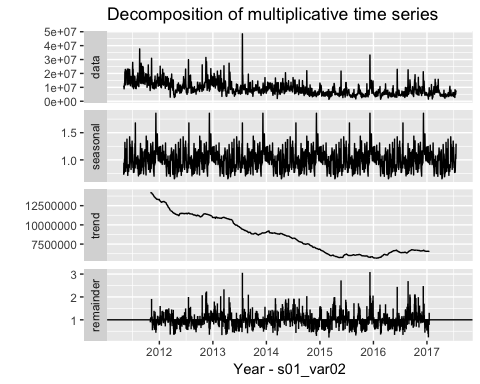 Decomposition of multiplicative time series
5e+07
4e+07
3e+07
2e+07
1e+07
0e+00
data
1.5
1.0
seasonal
12500000
10000000
7500000
trend
3
2
1
remainder
2012 2013 2014 2015 2016 2017
Year - s01_var02